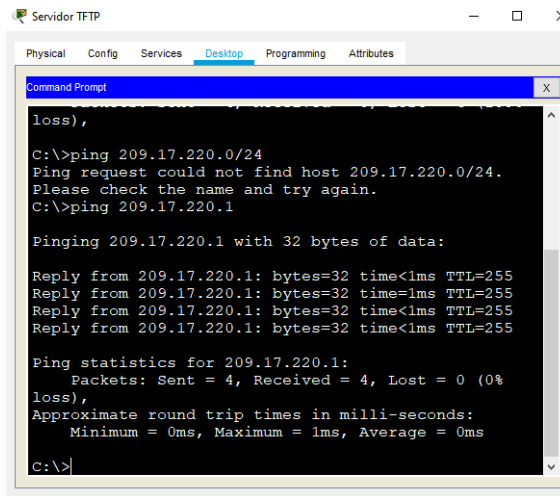 Servidor TFTP
Physical Config Services Desktop Programming Attributes
Command Prompt
X
loss),
C:\>ping 209.17.220.0/24
Ping request could not find host 209.17.220.0/24.
Please check the name and try again.
C:\>ping 209.17.220.1
Pinging 209.17.220.1 with 32 bytes of data:
Reply from 209.17.220.1: bytes=32 time<1ms TTL=255
Reply from 209.17.220.1: bytes=32 time=1ms TTL=255
Reply from 209.17.220.1: bytes=32 time<1ms TTL=255
Reply from 209.17.220.1: bytes=32 time<1ms TTL=255
Ping statistics for 209.17.220.1:
Packets: Sent = 4, Received = 4, Lost = 0 (0%
loss),
Approximate round trip times in milli-seconds:
Minimum = 0ms, Maximum = 1ms, Average = 0ms
C:\>